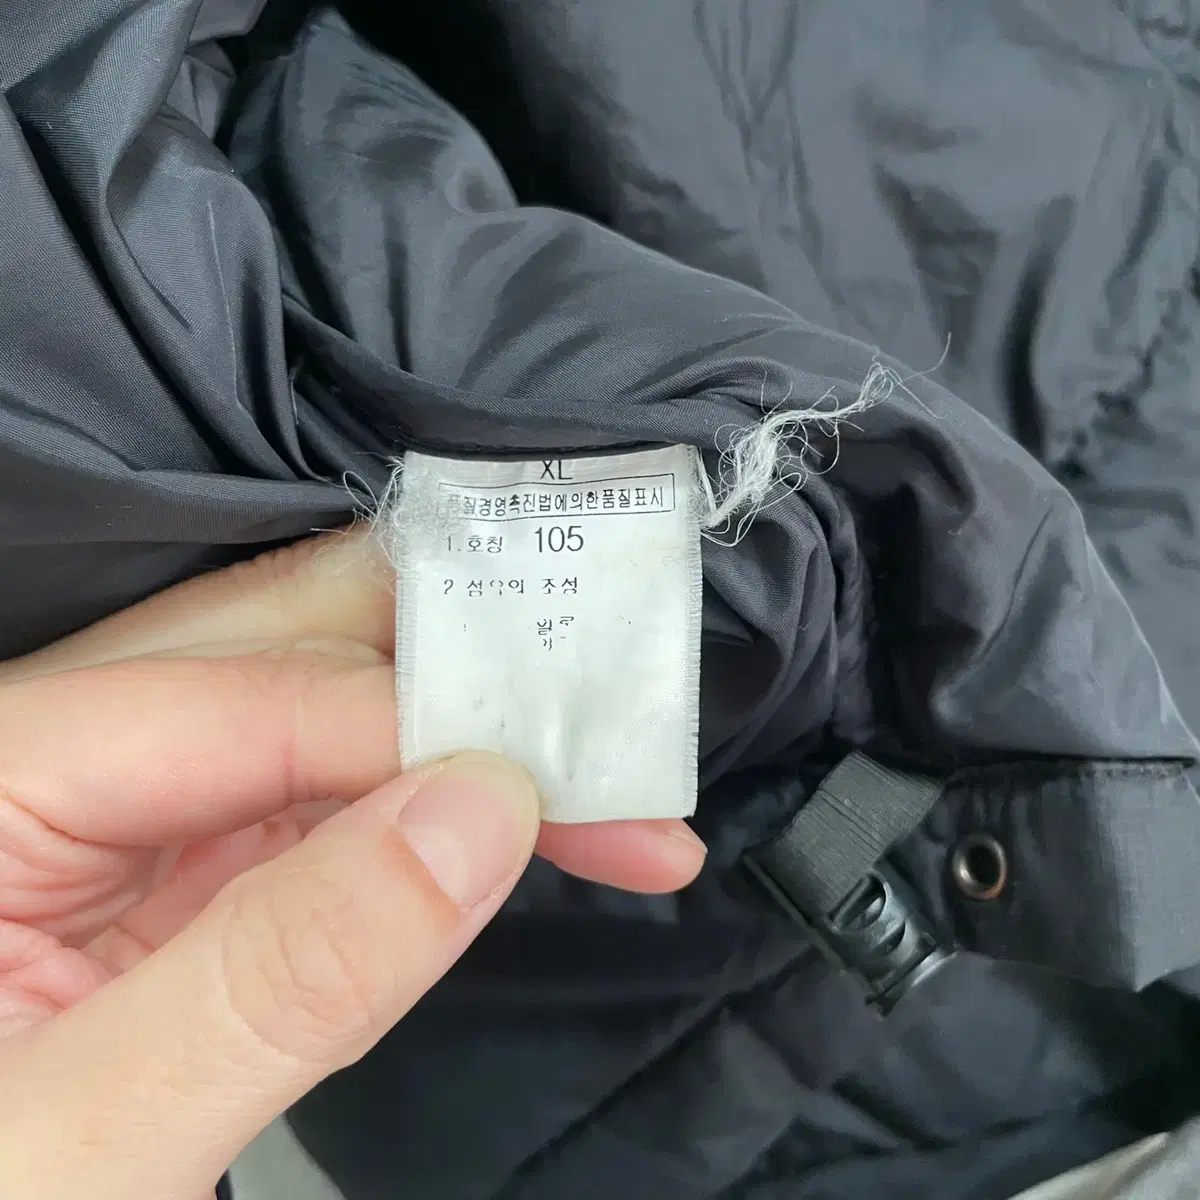 XL
품질경영촉진법에의한품질표시
1.호칭 105
2 섬유의 조성